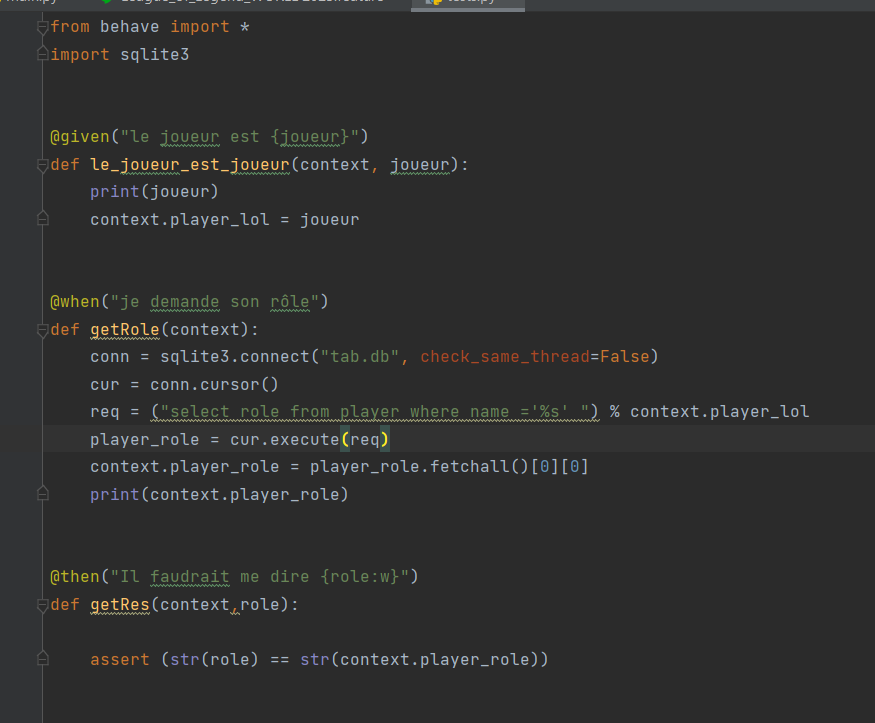 from behave import *
import sqlite3
@given("le joueur est {joueur}")
def le_joueur_est_joueur(context, joueur):
    print(joueur)
    context.player_lol = joueur
@when("je demande son rôle")
def getRole(context):
    conn = sqlite3.connect("tab.db", check_same_thread=False)
    cur = conn.cursor()
    req = ("select role from player where name ='%s' ") % context.player_lol
    player_role = cur.execute(req)
    context.player_role = player_role.fetchall()[0][0]
    print(context.player_role)
@then("Il faudrait me dire {role:w}")
def getRes(context,role):
    assert (str(role) == str(context.player_role))